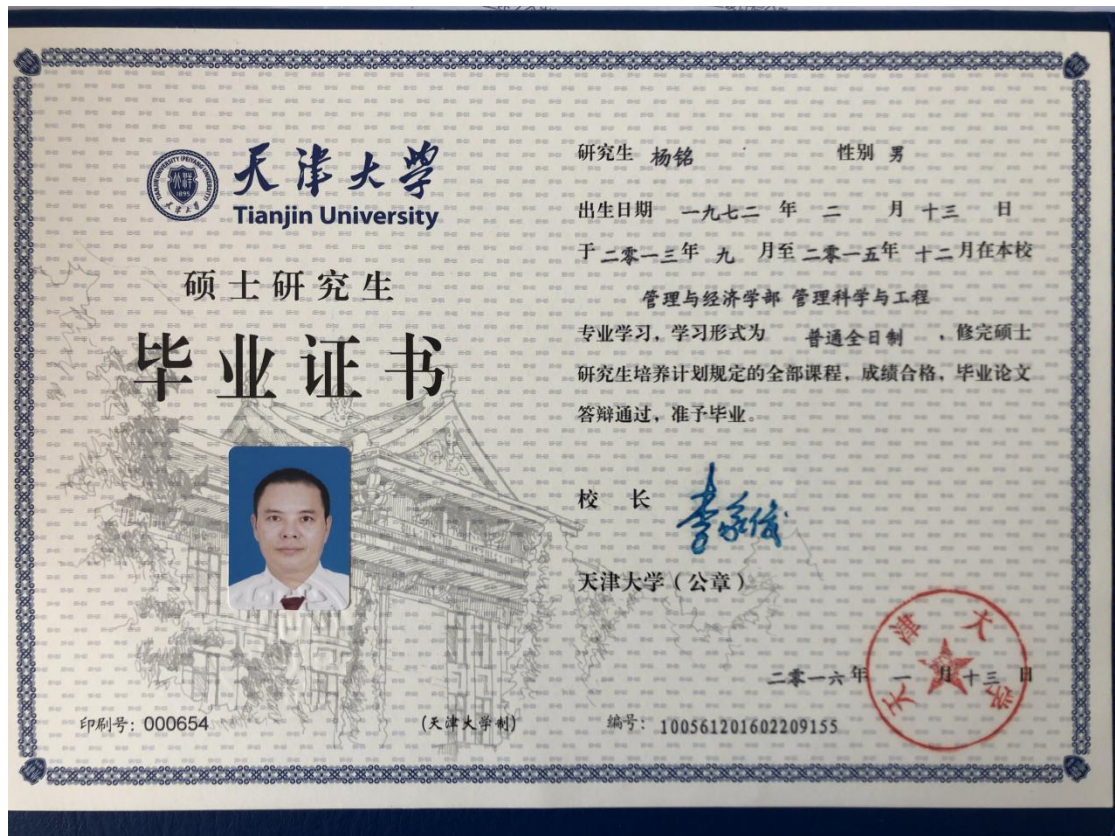 天津大学
Tianjin University
硕士研究生
毕业证书
印刷号：000654
(天津大学制)
研究生 杨铭 性别 男
出生日期 一九七二 年 二 月 十三 日
于 二零一三年 九 月至 二零一五年 十二月在本校
管理与经济学部 管理科学与工程
专业学习，学习形式为 普通全日制 ，修完硕士
研究生培养计划规定的全部课程，成绩合格，毕业论文
答辩通过，准予毕业。
校 长 李家俊
天津大学（公章）
天津大学
二零一六年 一 月十三 日
编号： 100561201602209155